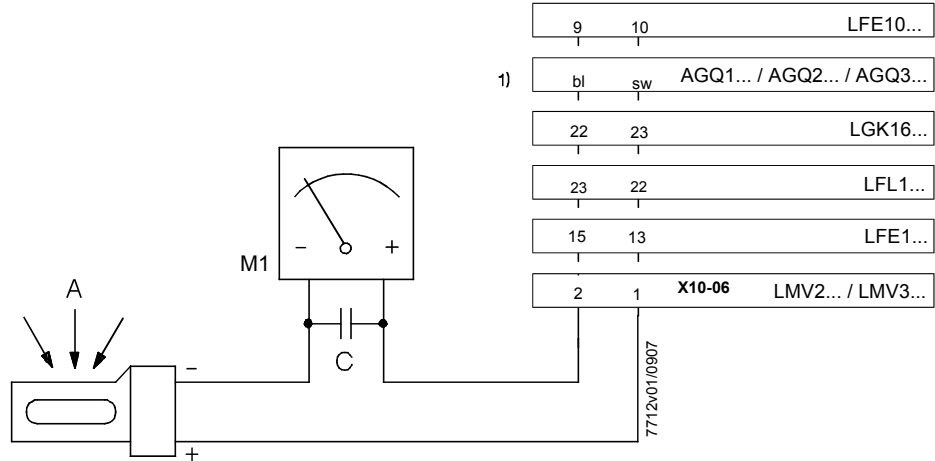 9 10 LFE10...
1) bl sw AGQ1... / AGQ2... / AGQ3...
22 23 LGK16...
23 22 LFL1...
15 13 LFE1...
2 1 X10-06 LMV2... / LMV3...
- +
M1
A
C
-
+
7712v01/0907